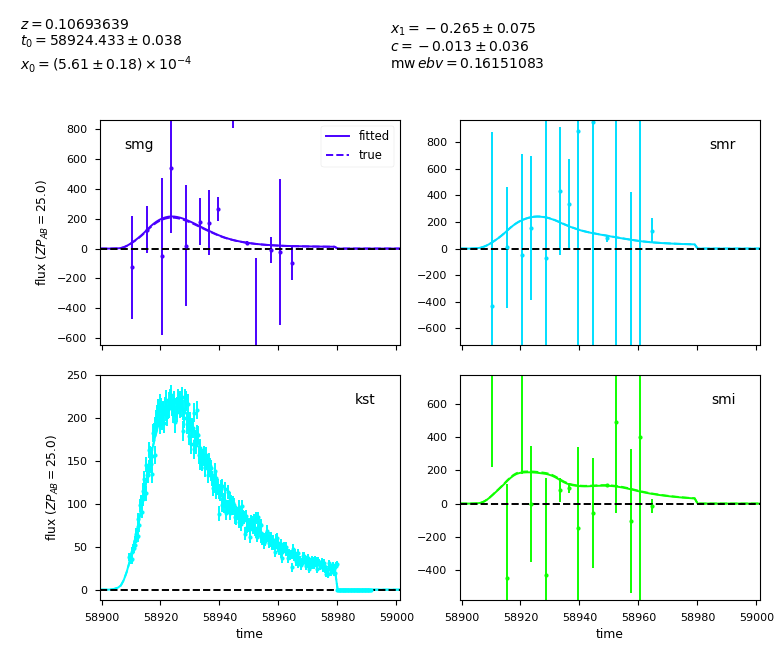 z = 0.10693639
t0 = 58924.433 ± 0.038
x0 = (5.61 ± 0.18) × 10^−4
x1 = −0.265 ± 0.075
c = −0.013 ± 0.036
mwebv = 0.16151083
smg
fitted
true
800
600
400
200
0
−200
−400
−600
flux (ZP_AB = 25.0)
smr
800
600
400
200
0
−200
−400
−600
kst
250
200
150
100
50
0
flux (ZP_AB = 25.0)
58900 58920 58940 58960 58980 59000
time
smi
600
400
200
0
−200
−400
58900 58920 58940 58960 58980 59000
time